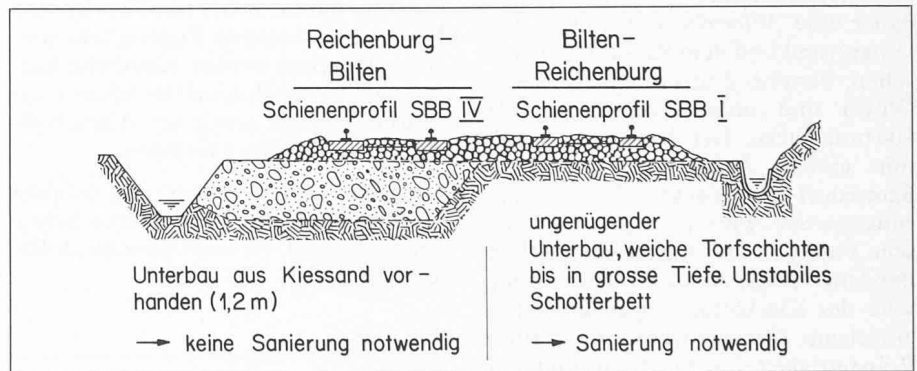 Reichenburg-
Bilten
Schienenprofil SBB IV
Bilten-
Reichenburg
Schienenprofil SBB I
Unterbau aus Kiessand vor-
handen (1,2 m)
→ keine Sanierung notwendig
ungenügender
Unterbau, weiche Torfschichten
bis in grosse Tiefe. Unstabiles
Schotterbett
→ Sanierung notwendig